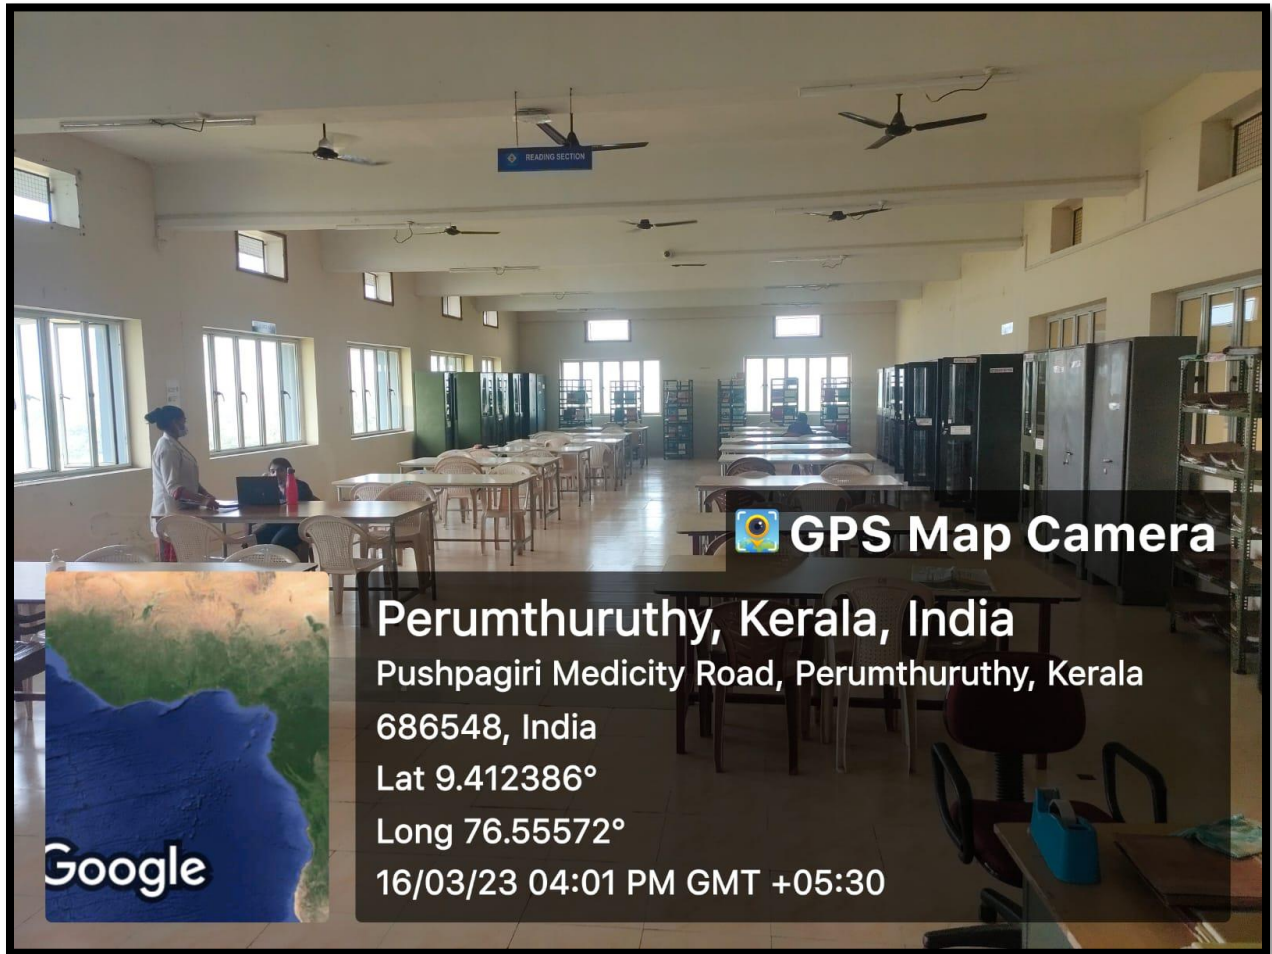 READING SECTION
GPS Map Camera
Perumthuruthy, Kerala, India
Pushpagiri Medicity Road, Perumthuruthy, Kerala
686548, India
Lat 9.412386°
Long 76.55572°
16/03/23 04:01 PM GMT +05:30
Google